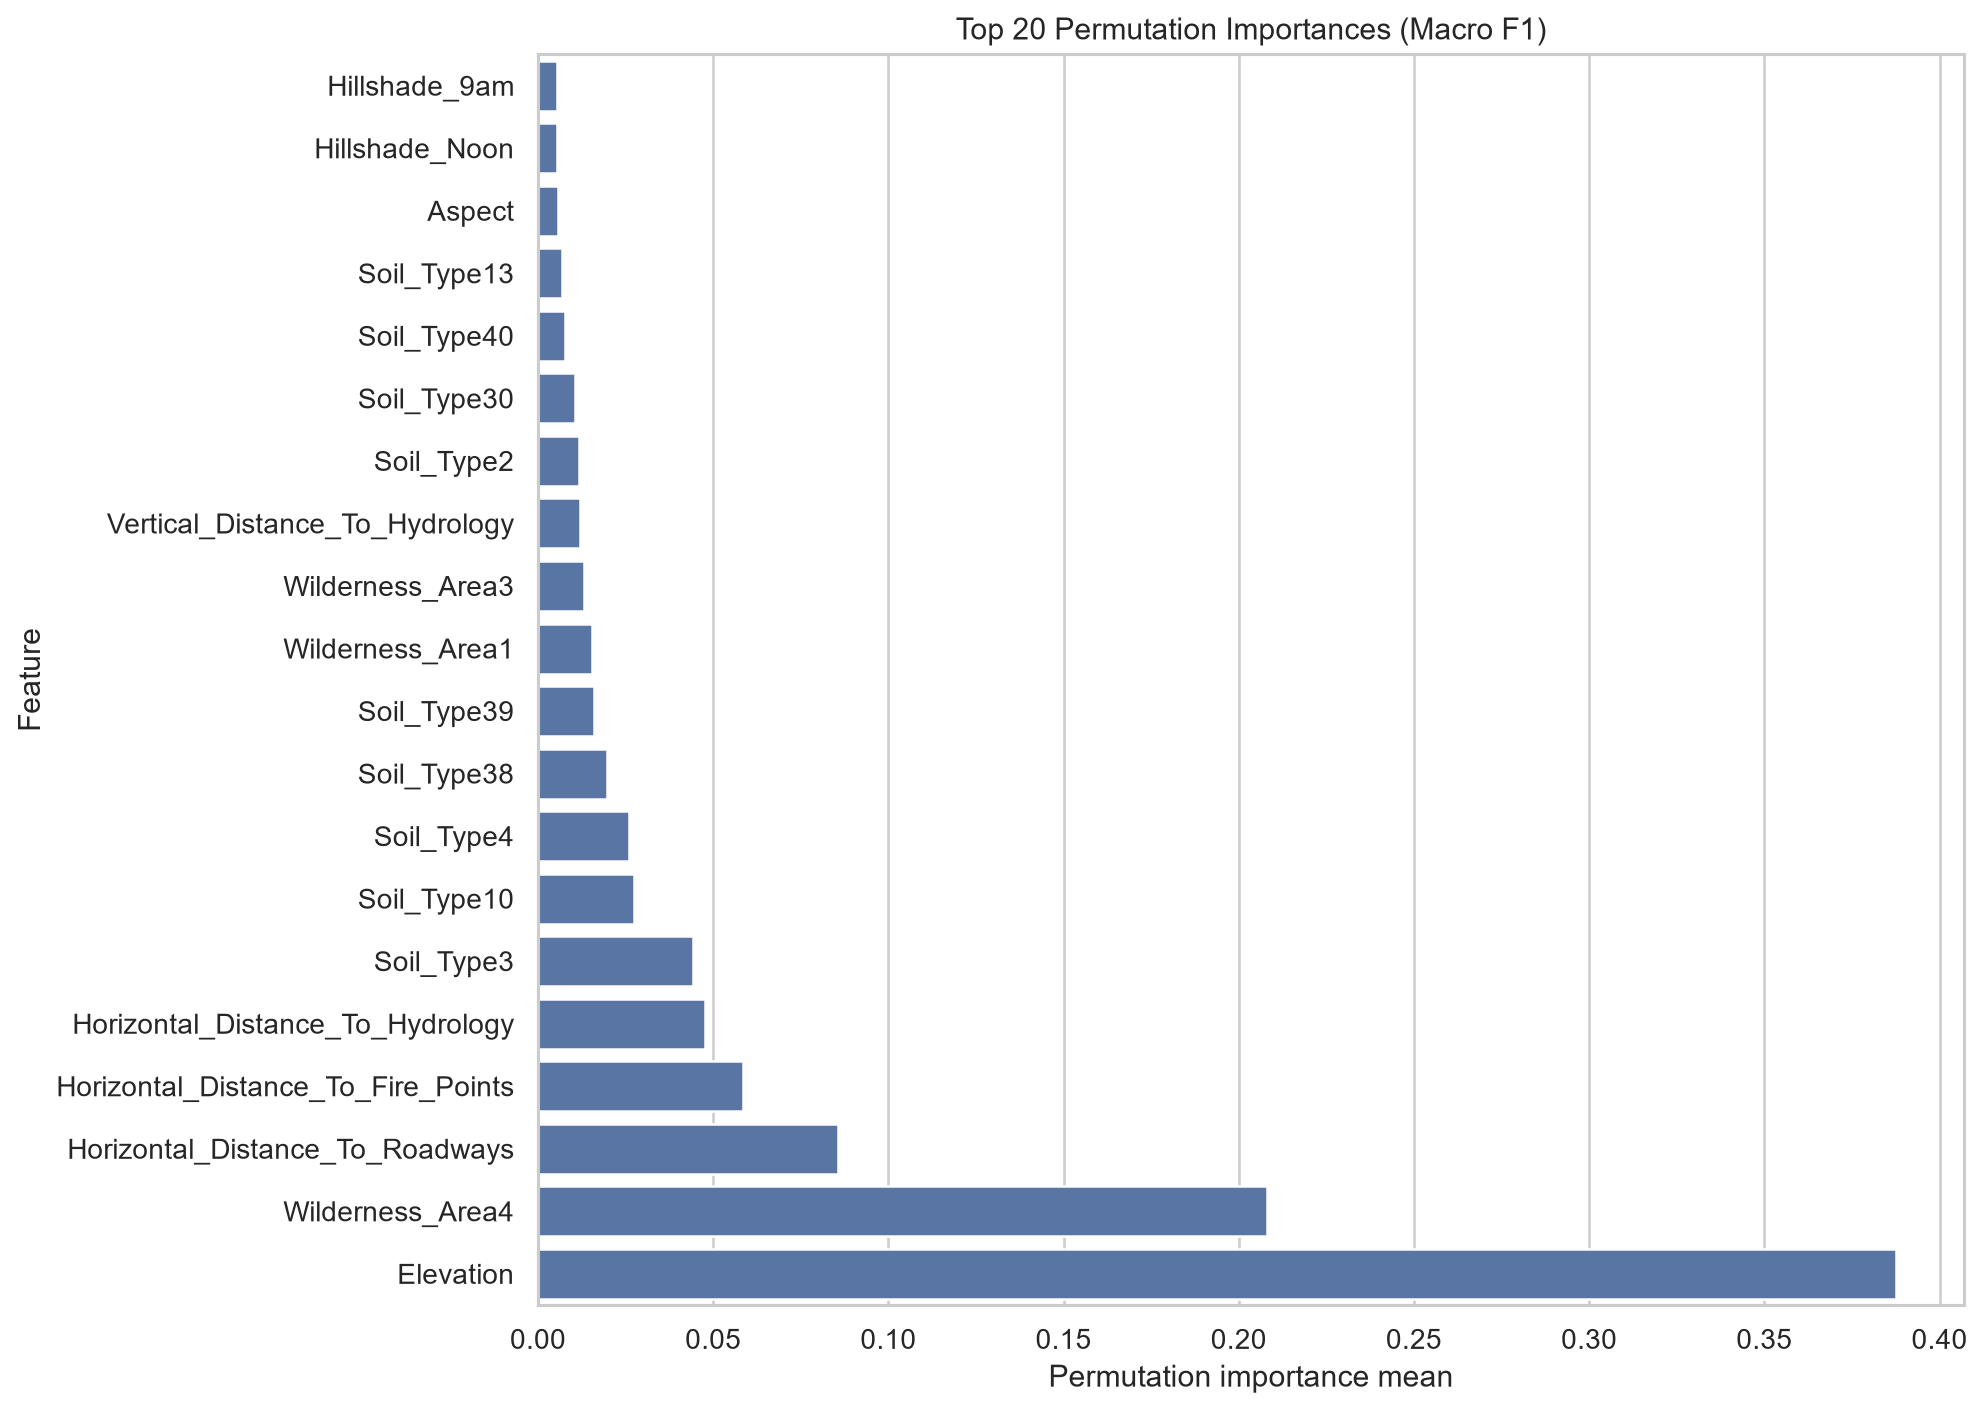 Top 20 Permutation Importances (Macro F1)
Hillshade_9am
Hillshade_Noon
Aspect
Soil_Type13
Soil_Type40
Soil_Type30
Soil_Type2
Vertical_Distance_To_Hydrology
Wilderness_Area3
Wilderness_Area1
Soil_Type39
Soil_Type38
Soil_Type4
Soil_Type10
Soil_Type3
Horizontal_Distance_To_Hydrology
Horizontal_Distance_To_Fire_Points
Horizontal_Distance_To_Roadways
Wilderness_Area4
Elevation
Feature
0.00 0.05 0.10 0.15 0.20 0.25 0.30 0.35 0.40
Permutation importance mean